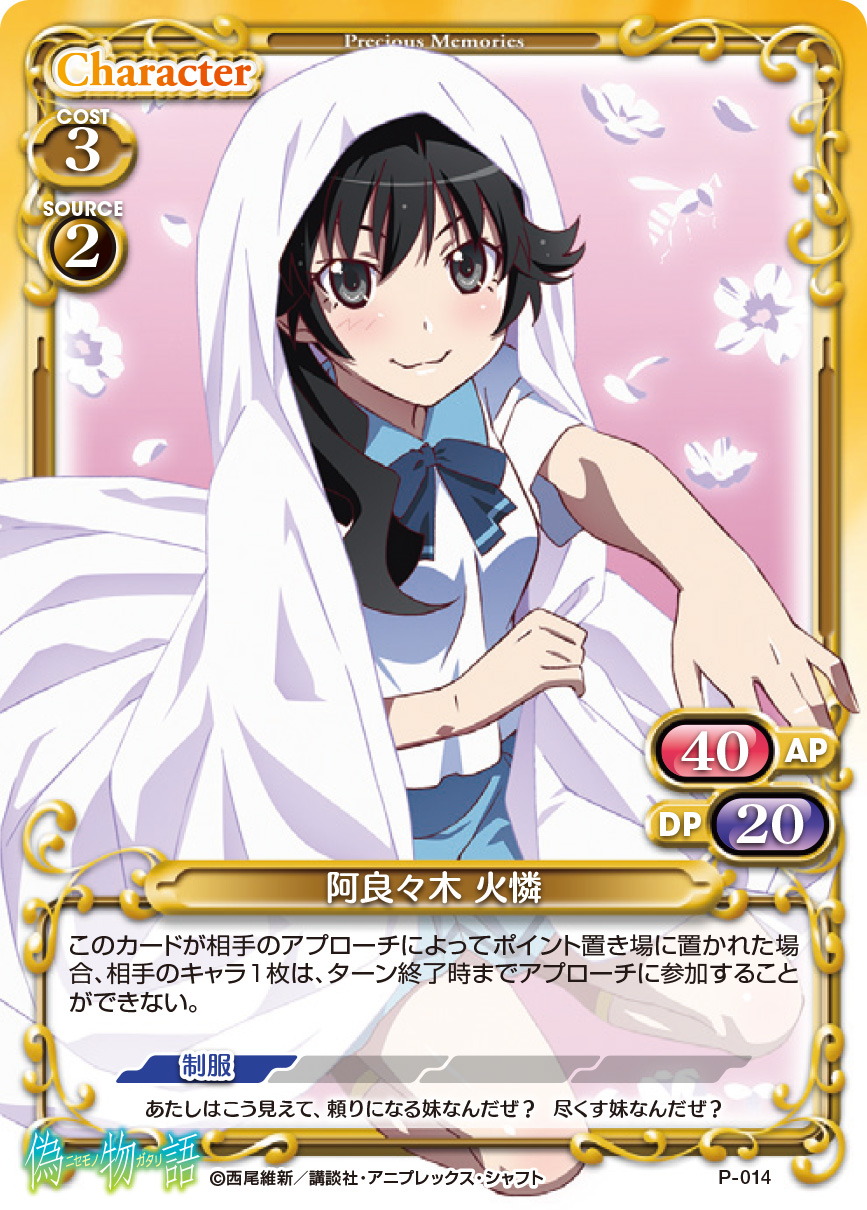 Precious Memories
Character
COST
3
SOURCE
2
40 AP
DP 20
阿良々木 火憐
このカードが相手のアプローチによってポイント置き場に置かれた場
合、相手のキャラ1枚は、ターン終了時までアプローチに参加すること
ができない。
制服
あたしはこう見えて、頼りになる妹なんだぜ？ 尽くす妹なんだぜ？
偽物語
ニセモノガタリ
©西尾維新／講談社・アニプレックス・シャフト
P-014